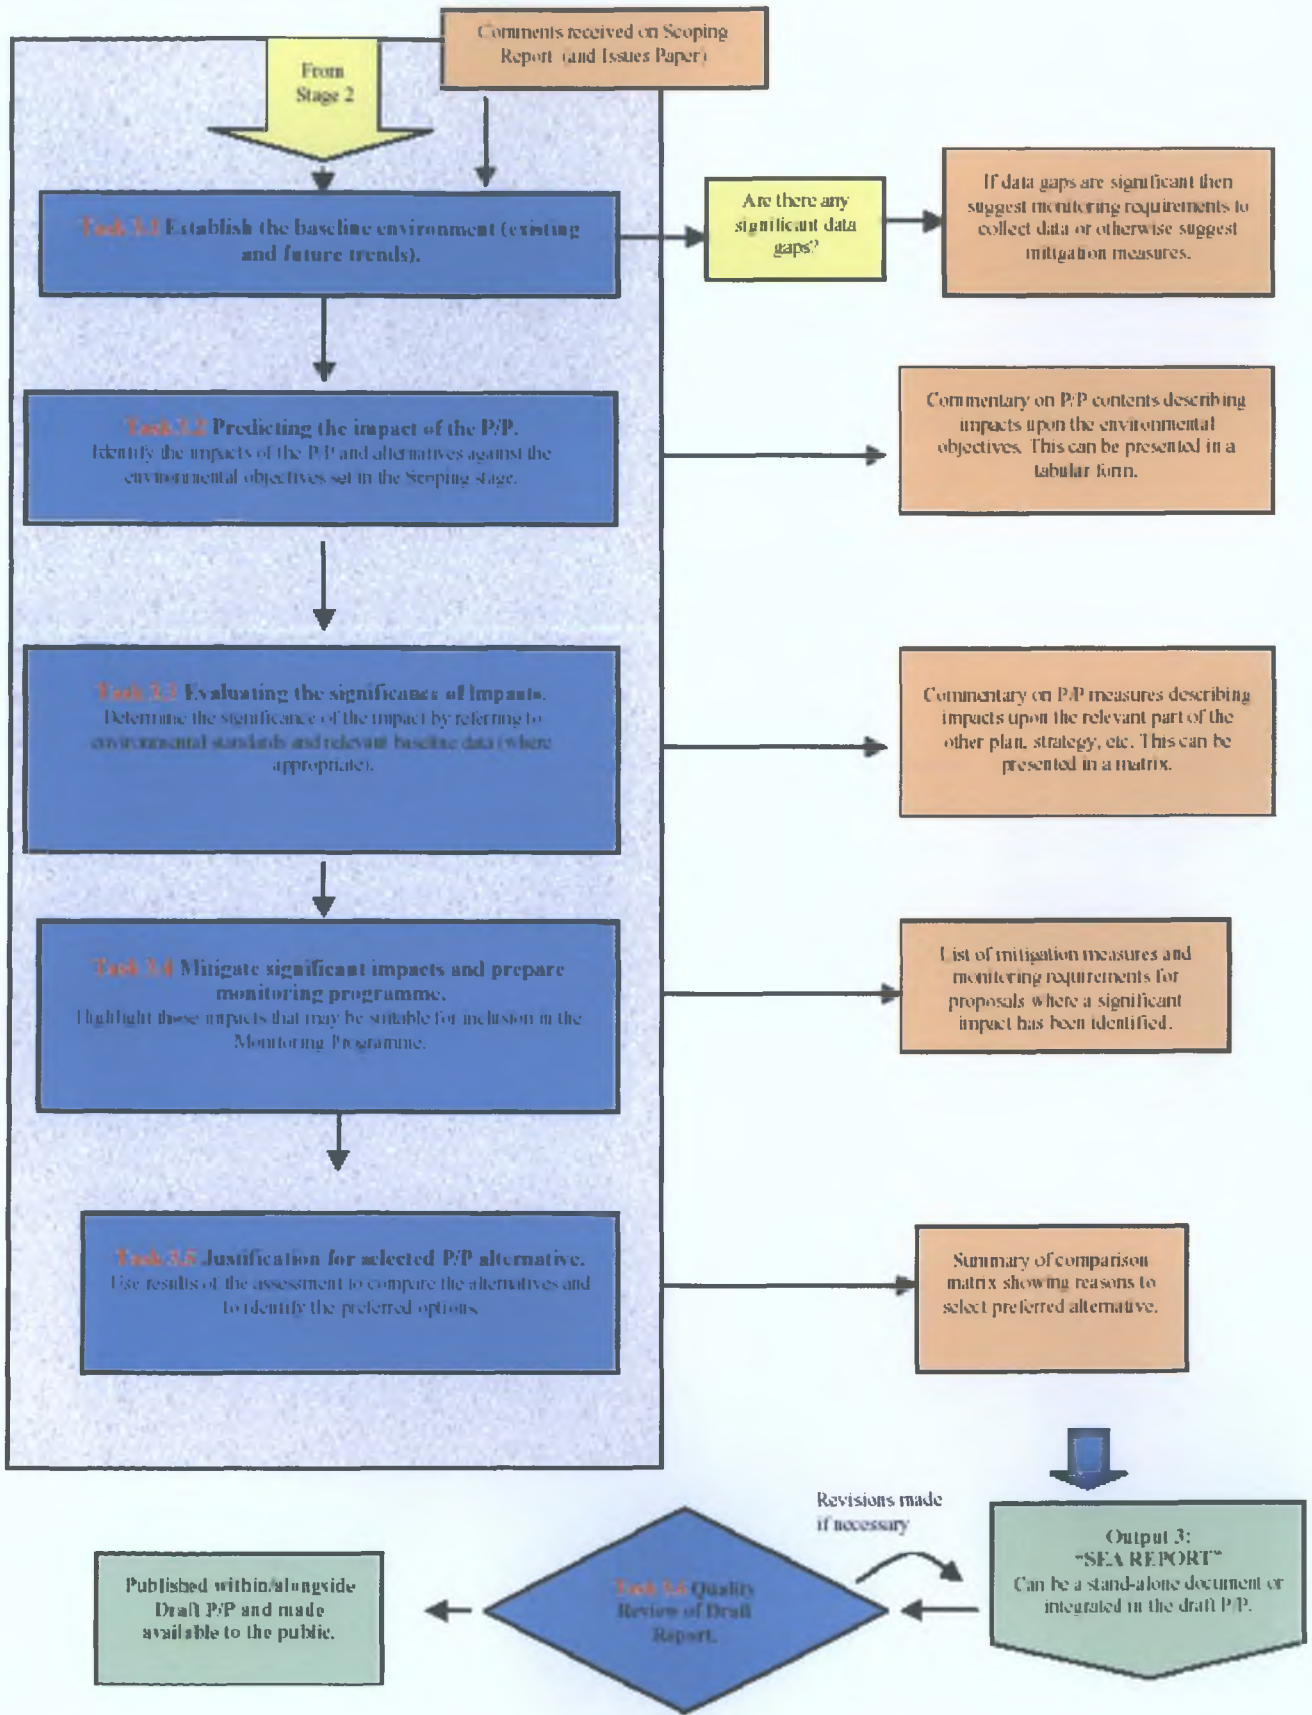 Comments received on Scoping
Report (and Issues Paper)
From
Stage 2
Task 3.1 Establish the baseline environment (existing
and future trends).
Are there any
significant data
gaps?
If data gaps are significant then
suggest monitoring requirements to
collect data or otherwise suggest
mitigation measures.
Task 3.2 Predicting the impact of the P/P.
Identify the impacts of the P/P and alternatives against the
environmental objectives set in the Scoping stage.
Commentary on P/P contents describing
impacts upon the environmental
objectives. This can be presented in a
tabular form.
Task 3.3 Evaluating the significance of Impacts.
Determine the significance of the impact by referring to
environmental standards and relevant baseline data (where
appropriate).
Commentary on P/P measures describing
impacts upon the relevant part of the
other plan, strategy, etc. This can be
presented in a matrix.
Task 3.4 Mitigate significant impacts and prepare
monitoring programme.
Highlight those impacts that may be suitable for inclusion in the
Monitoring Programme.
List of mitigation measures and
monitoring requirements for
proposals where a significant
impact has been identified.
Task 3.5 Justification for selected P/P alternative.
Use results of the assessment to compare the alternatives and
to identify the preferred options.
Summary of comparison
matrix showing reasons to
select preferred alternative.
Revisions made
if necessary
Output 3:
"SEA REPORT"
Can be a stand-alone document or
integrated in the draft P/P.
Task 3.6 Quality
Review of Draft
Report.
Published within/alongside
Draft P/P and made
available to the public.